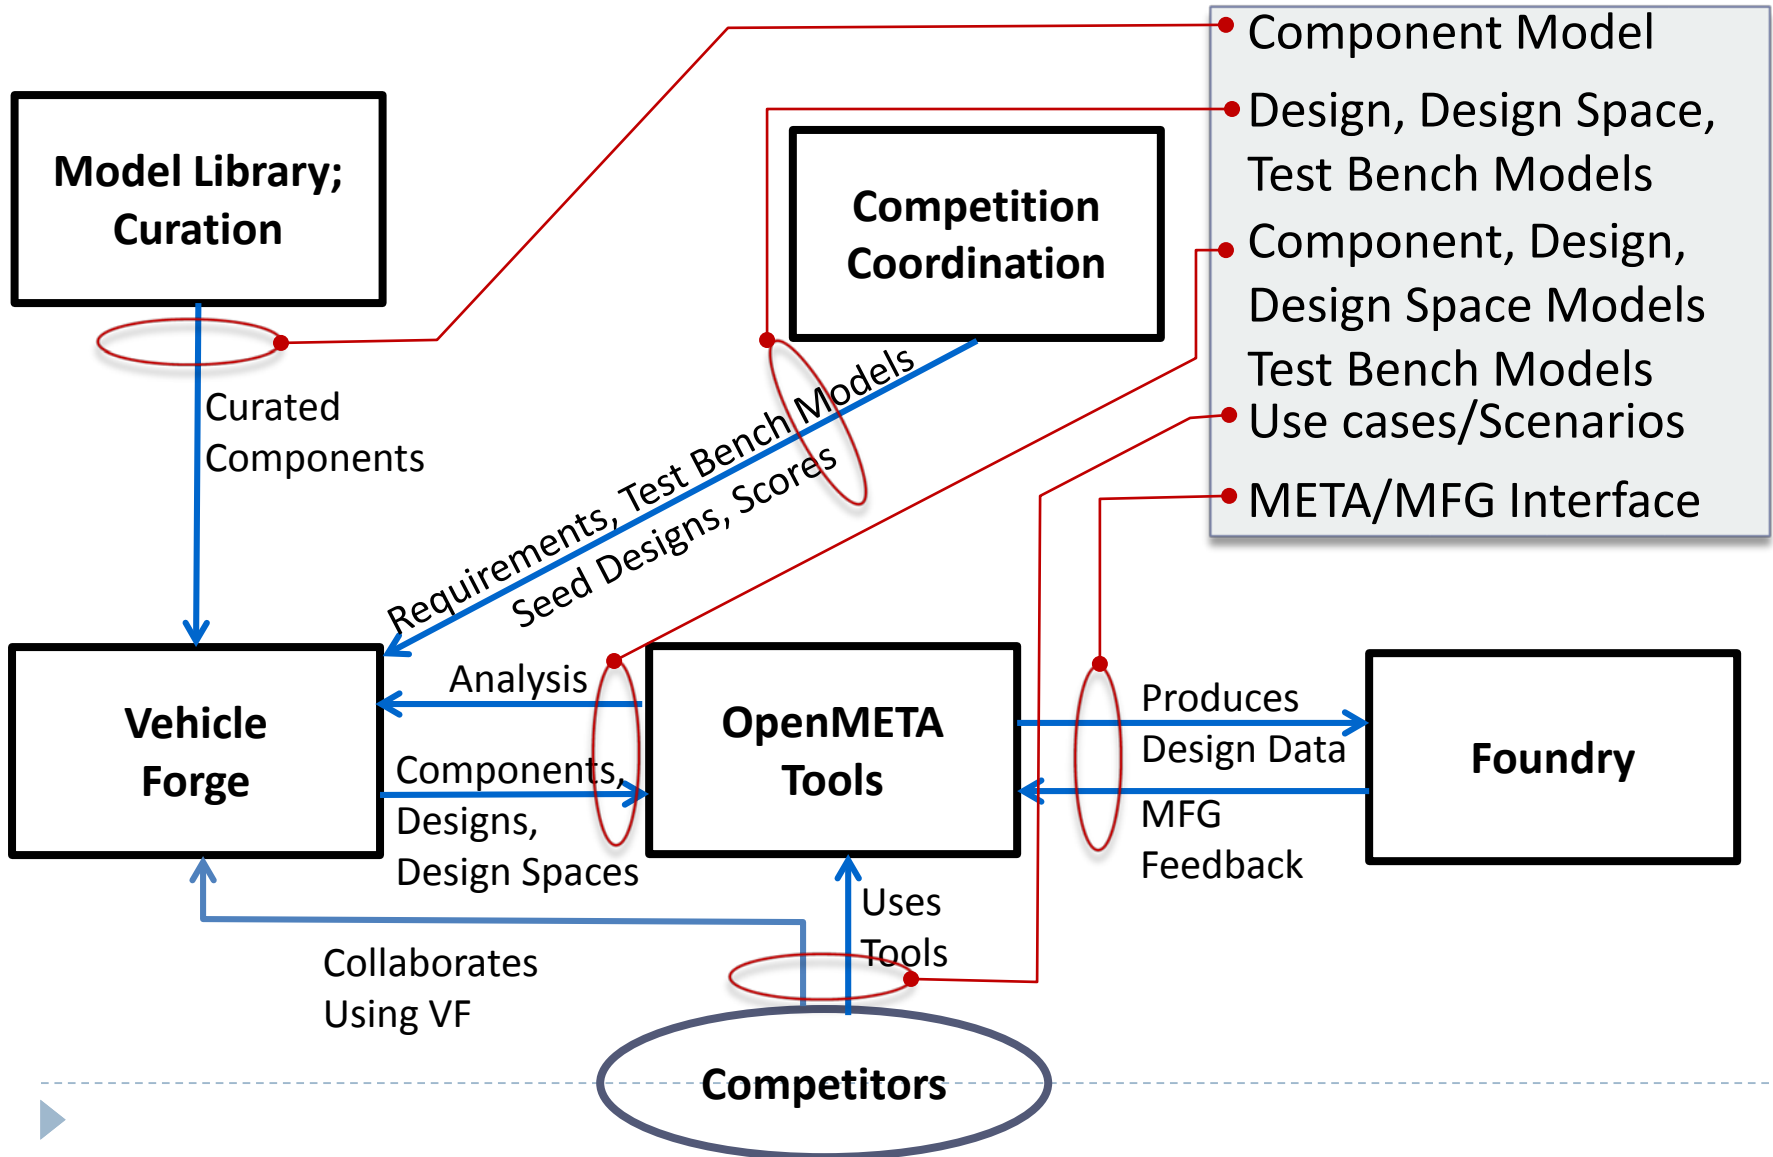 Component Model
Design, Design Space,
Test Bench Models
Component, Design,
Design Space Models
Test Bench Models
Use cases/Scenarios
META/MFG Interface
Model Library;
Curation
Competition
Coordination
Curated
Components
Requirements, Test Bench Models
Seed Designs, Scores
Vehicle
Forge
Analysis
Components,
Designs,
Design Spaces
OpenMETA
Tools
Produces
Design Data
MFG
Feedback
Foundry
Uses
Tools
Collaborates
Using VF
Competitors